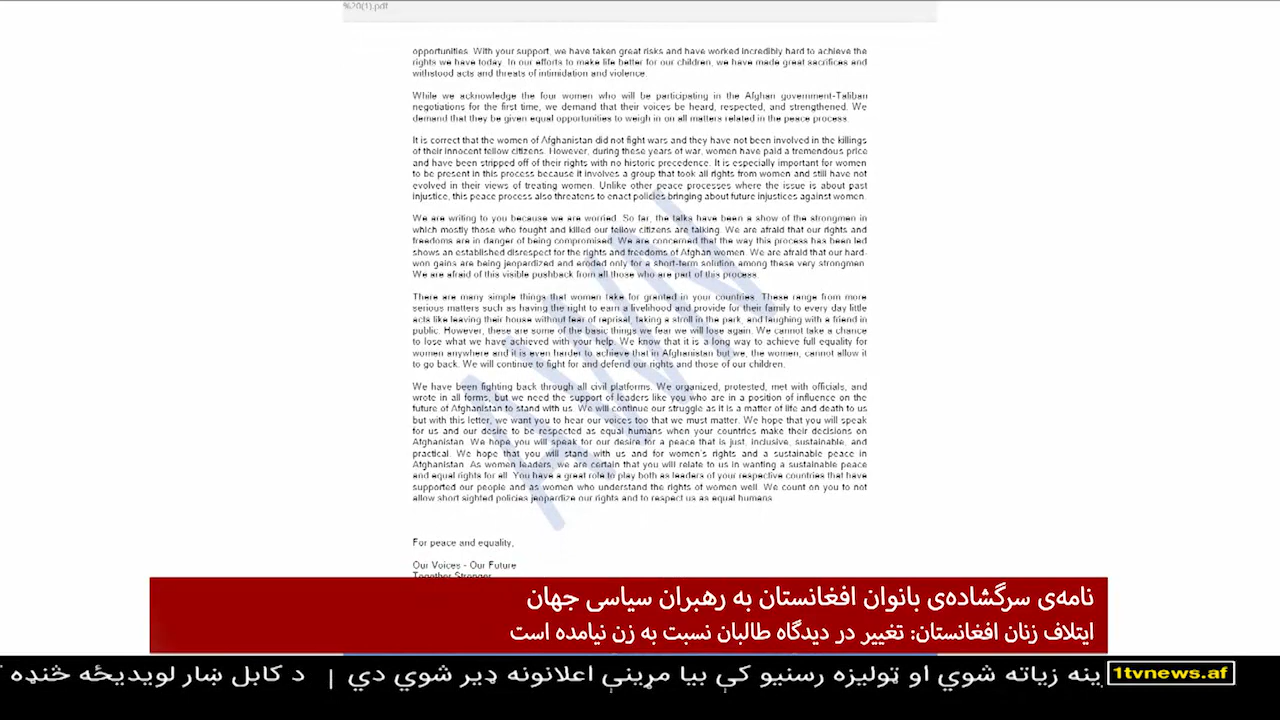 %20(1).pdf
opportunities. With your support, we have taken great risks and have worked incredibly hard to achieve the
rights we have today. In our efforts to make life better for our children, we have made great sacrifices and
withstood acts and threats of intimidation and violence.
While we acknowledge the four women who will be participating in the Afghan government-Taliban
negotiations for the first time, we demand that their voices be heard, respected, and strengthened. We
demand that they be given equal opportunities to weigh in on all matters related in the peace process.
It is correct that the women of Afghanistan did not fight wars and they have not been involved in the killings
of their innocent fellow citizens. However, during these years of war, women have paid a tremendous price
and have been stripped off of their rights with no historic precedence. It is especially important for women
to be present in this process because it involves a group that took all rights from women and still have not
evolved in their views of treating women. Unlike other peace processes where the issue is about past
injustice, this peace process also threatens to enact policies bringing about future injustices against women.
We are writing to you because we are worried. So far, the talks have been a show of the strongmen in
which mostly those who fought and killed our fellow citizens are talking. We are afraid that our rights and
freedoms are in danger of being compromised. We are concerned that the way this process has been led
shows an established disrespect for the rights and freedoms of Afghan women. We are afraid that our hard-
won gains are being jeopardized and eroded only for a short-term solution among these very strongmen.
We are afraid of this visible pushback from all those who are part of this process.
There are many simple things that women take for granted in your countries. These range from more
serious matters such as having the right to earn a livelihood and provide for their family to every day little
acts like leaving their house without fear of reprisal, taking a stroll in the park, and laughing with a friend in
public. However, these are some of the basic things we fear we will lose again. We cannot take a chance
to lose what we have achieved with your help. We know that it is a long way to achieve full equality for
women anywhere and it is even harder to achieve that in Afghanistan but we, the women, cannot allow it
to go back. We will continue to fight for and defend our rights and those of our children.
We have been fighting back through all civil platforms. We organized, protested, met with officials, and
wrote in all forms, but we need the support of leaders like you who are in a position of influence on the
future of Afghanistan to stand with us. We will continue our struggle as it is a matter of life and death to us
but with this letter, we want you to hear our voices too that we must matter. We hope that you will speak
for us and our desire to be respected as equal humans when your countries make their decisions on
Afghanistan. We hope you will speak for our desire for a peace that is just, inclusive, sustainable, and
practical. We hope that you will stand with us and for women's rights and a sustainable peace in
Afghanistan. As women leaders, we are certain that you will relate to us in wanting a sustainable peace
and equal rights for all. You have a great role to play both as leaders of your respective countries that have
supported our people and as women who understand the rights of women well. We count on you to not
allow short sighted policies jeopardize our rights and to respect us as equal humans.
For peace and equality,
Our Voices - Our Future
Together Stronger
نامه‌ی سرگشاده‌ی بانوان افغانستان به رهبران سیاسی جهان
ایتلاف زنان افغانستان: تغییر در دیدگاه طالبان نسبت به زن نیامده است
ینه زیاته شوي او ټولیزه رسنیو کې بیا مړینې اعلانونه ډیر شوي دي | د کابل ښار لویدیځه څنډه
1tvnews.af